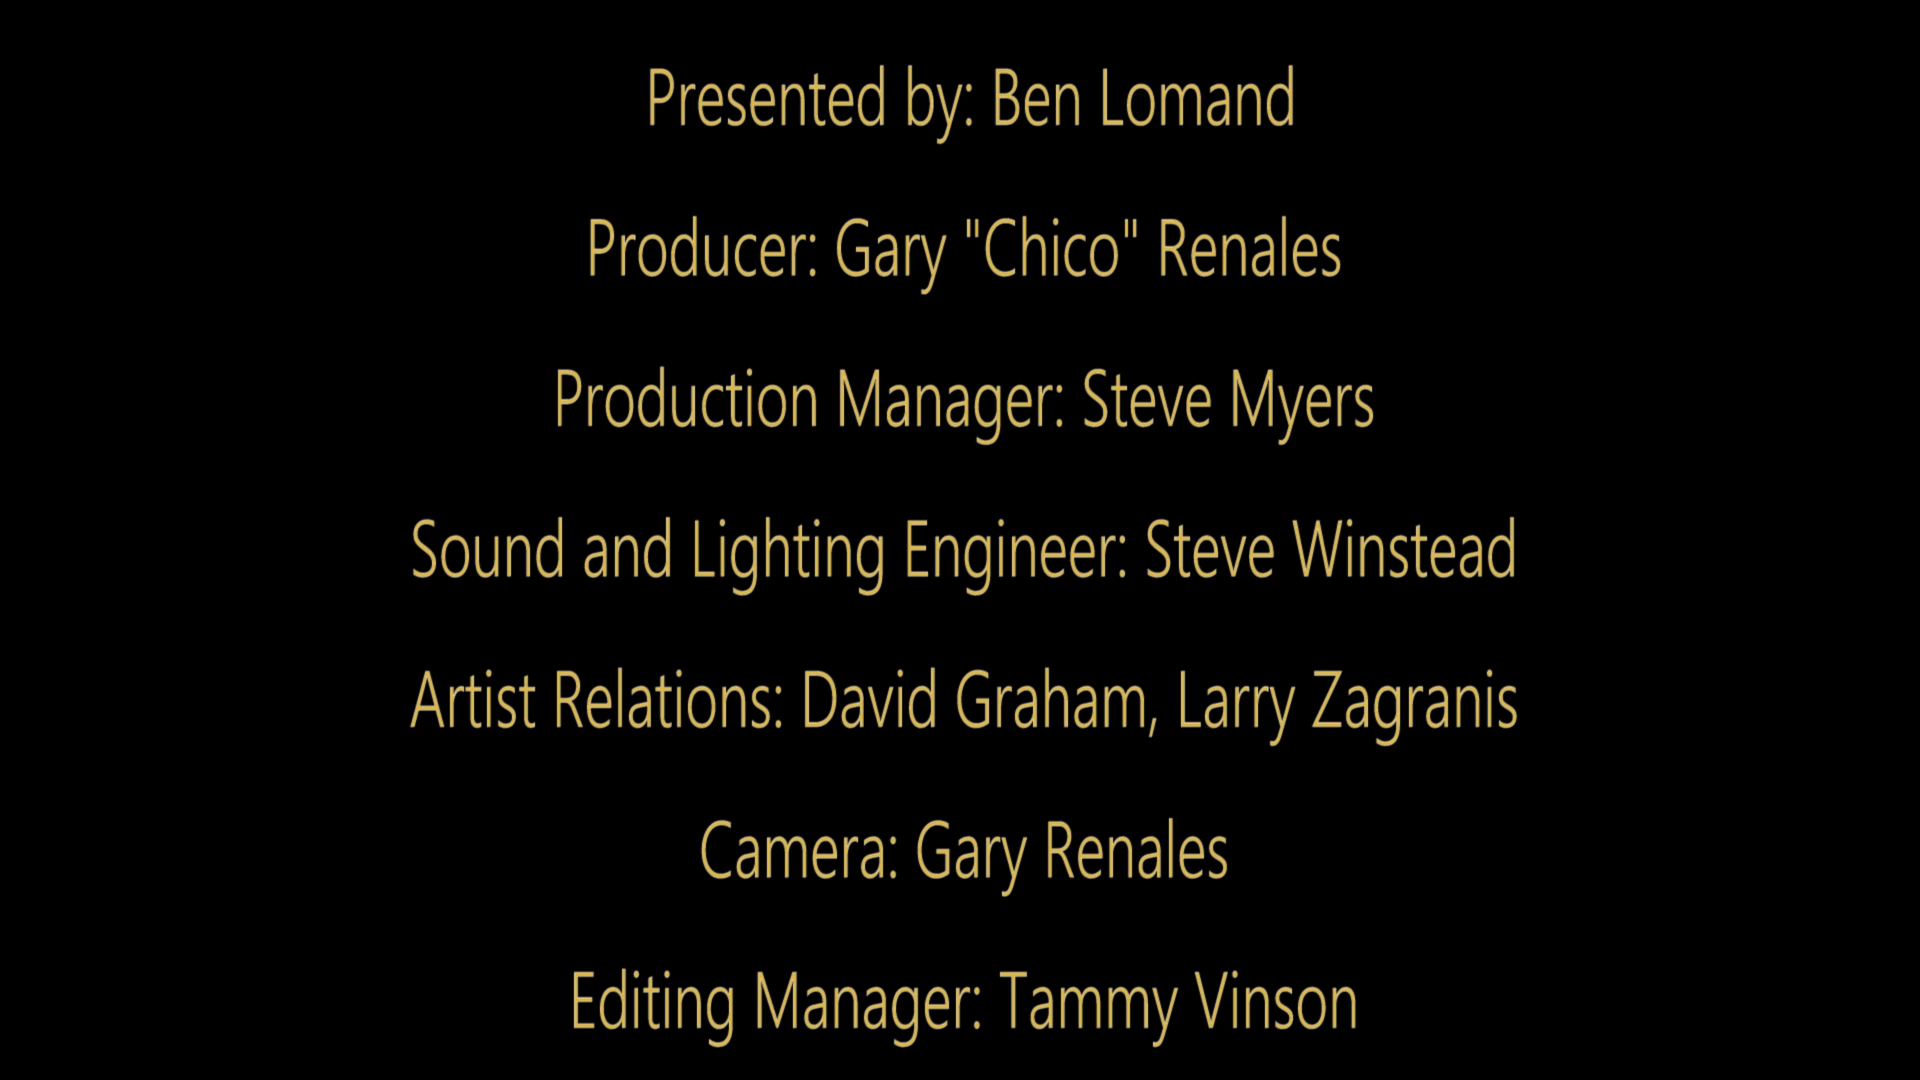 Presented by: Ben Lomand
Producer: Gary "Chico" Renales
Production Manager: Steve Myers
Sound and Lighting Engineer: Steve Winstead
Artist Relations: David Graham, Larry Zagranis
Camera: Gary Renales
Editing Manager: Tammy Vinson